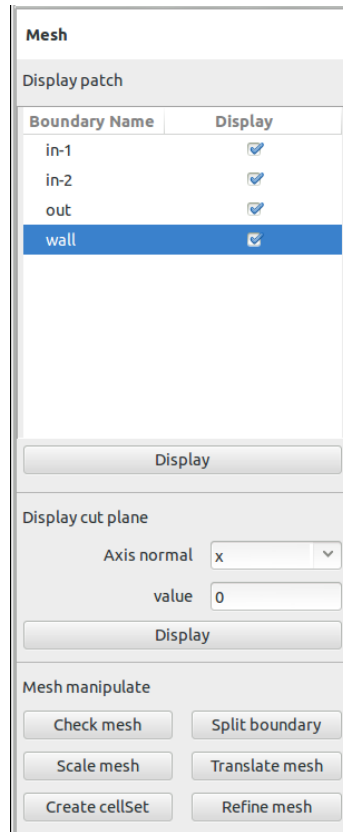 Mesh
Display patch
Boundary Name Display
in-1
in-2
out
wall
Display
Display cut plane
Axis normal x
value 0
Display
Mesh manipulate
Check mesh Split boundary
Scale mesh Translate mesh
Create cellSet Refine mesh